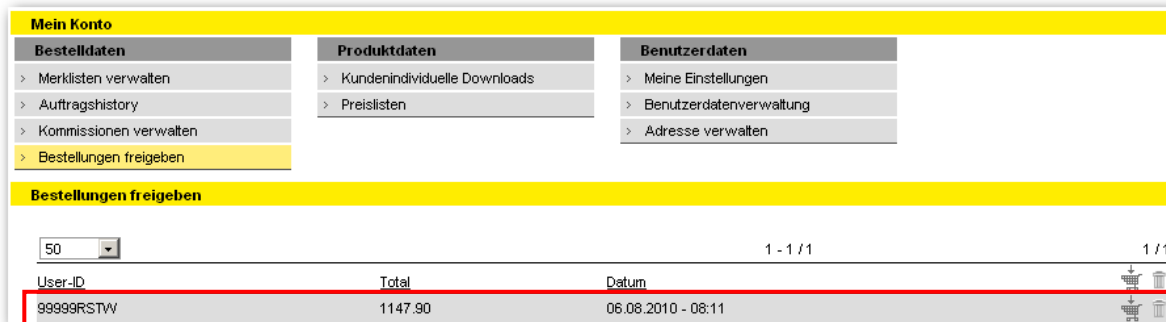 Mein Konto
Bestelldaten Produktdaten Benutzerdaten
> Merklisten verwalten > Kundenindividuelle Downloads > Meine Einstellungen
> Auftragshistory > Preislisten > Benutzerdatenverwaltung
> Kommissionen verwalten > Adresse verwalten
> Bestellungen freigeben
Bestellungen freigeben
50 1 - 1 / 1 1 / 1
User-ID Total Datum
99999RSTW 1147.90 06.08.2010 - 08:11